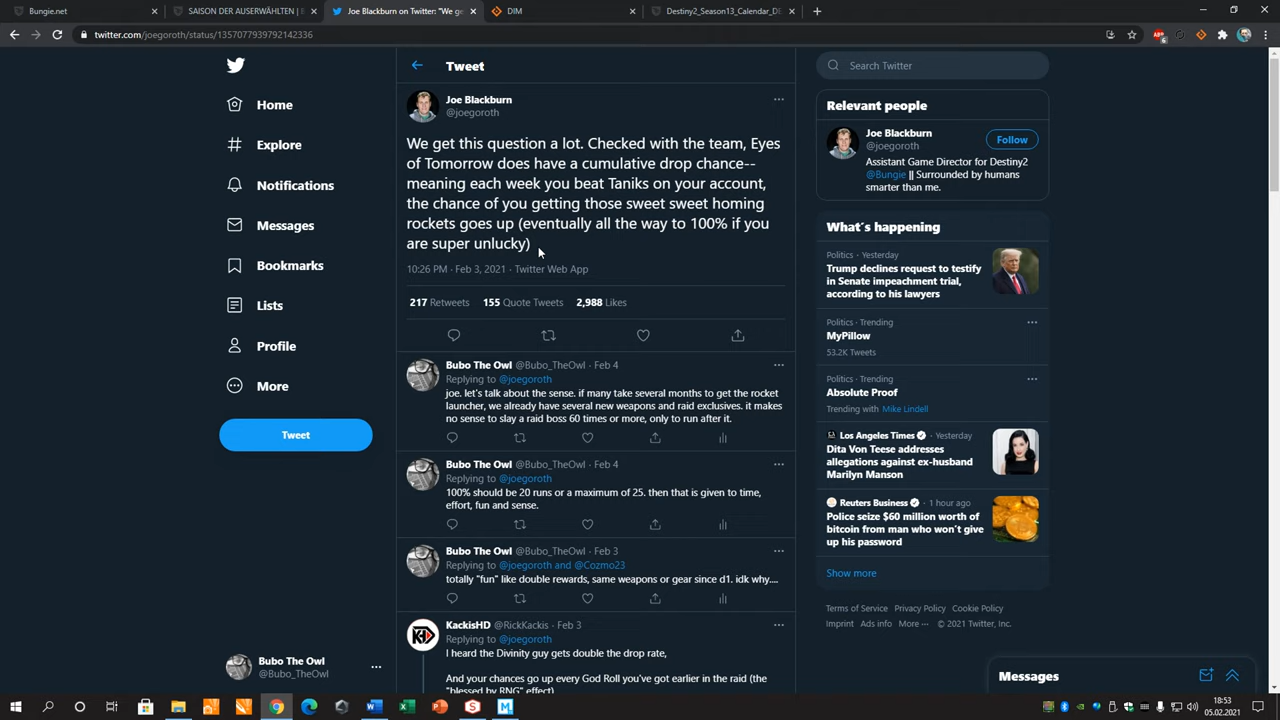 Bungie.net
SAISON DER AUSERWÄHLTEN | B
Joe Blackburn on Twitter: "We ge
DIM
Destiny2_Season13_Calendar_DE
twitter.com/joegoroth/status/1357077939792142336
Home
Explore
Notifications
Messages
Bookmarks
Lists
Profile
More
Tweet
Bubo The Owl
@Bubo_TheOwl
Tweet
Joe Blackburn
@joegoroth
We get this question a lot. Checked with the team, Eyes
of Tomorrow does have a cumulative drop chance--
meaning each week you beat Taniks on your account,
the chance of you getting those sweet sweet homing
rockets goes up (eventually all the way to 100% if you
are super unlucky)
10:26 PM · Feb 3, 2021 · Twitter Web App
217 Retweets 155 Quote Tweets 2,988 Likes
Bubo The Owl @Bubo_TheOwl · Feb 4
Replying to @joegoroth
joe. let's talk about the sense. if many take several months to get the rocket
launcher, we already have several new weapons and raid exclusives. it makes
no sense to slay a raid boss 60 times or more, only to run after it.
Bubo The Owl @Bubo_TheOwl · Feb 4
Replying to @joegoroth
100% should be 20 runs or a maximum of 25. then that is given to time,
effort, fun and sense.
Bubo The Owl @Bubo_TheOwl · Feb 3
Replying to @joegoroth and @Cozmo23
totally "fun" like double rewards, same weapons or gear since d1. idk why....
KackisHD @RickKackis · Feb 3
Replying to @joegoroth
I heard the Divinity guy gets double the drop rate,
And your chances go up every God Roll you've got earlier in the raid (the
"blessed by RNG" effect)
Search Twitter
Relevant people
Joe Blackburn
@joegoroth
Follow
Assistant Game Director for Destiny2
@Bungie || Surrounded by humans
smarter than me.
What's happening
Politics · Yesterday
Trump declines request to testify
in Senate impeachment trial,
according to his lawyers
Politics · Trending
MyPillow
53.2K Tweets
Politics · Trending
Absolute Proof
Trending with Mike Lindell
Los Angeles Times · Yesterday
Dita Von Teese addresses
allegations against ex-husband
Marilyn Manson
Reuters Business · 1 hour ago
Police seize $60 million worth of
bitcoin from man who won't give
up his password
Show more
Terms of Service Privacy Policy Cookie Policy
Imprint Ads info More ··· © 2021 Twitter, Inc.
Messages
18:53
05.02.2021